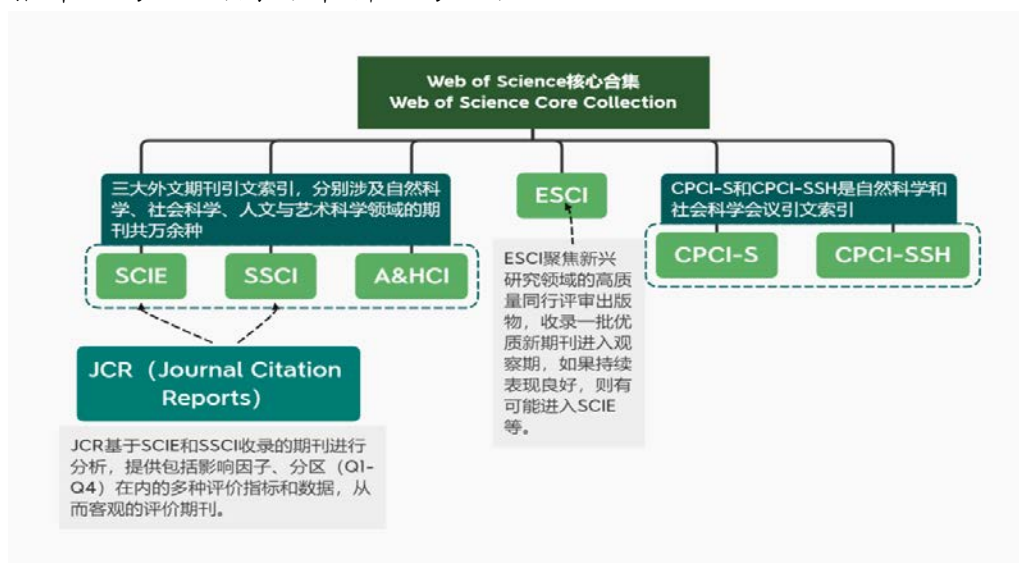 Web of Science核心合集
Web of Science Core Collection
三大外文期刊引文索引，分别涉及自然科
学、社会科学、人文与艺术科学领域的期
刊共万余种
SCIE
SSCI
A&HCI
ESCI
CPCI-S和CPCI-SSH是自然科学和
社会科学会议引文索引
CPCI-S
CPCI-SSH
ESCI聚焦新兴
研究领域的高质
量同行评审出版
物，收录一批优
质新期刊进入观
察期，如果持续
表现良好，则有
可能进入SCIE
等。
JCR（Journal Citation
Reports）
JCR基于SCIE和SSCI收录的期刊进行
分析，提供包括影响因子、分区（Q1-
Q4）在内的多种评价指标和数据，从
而客观的评价期刊。